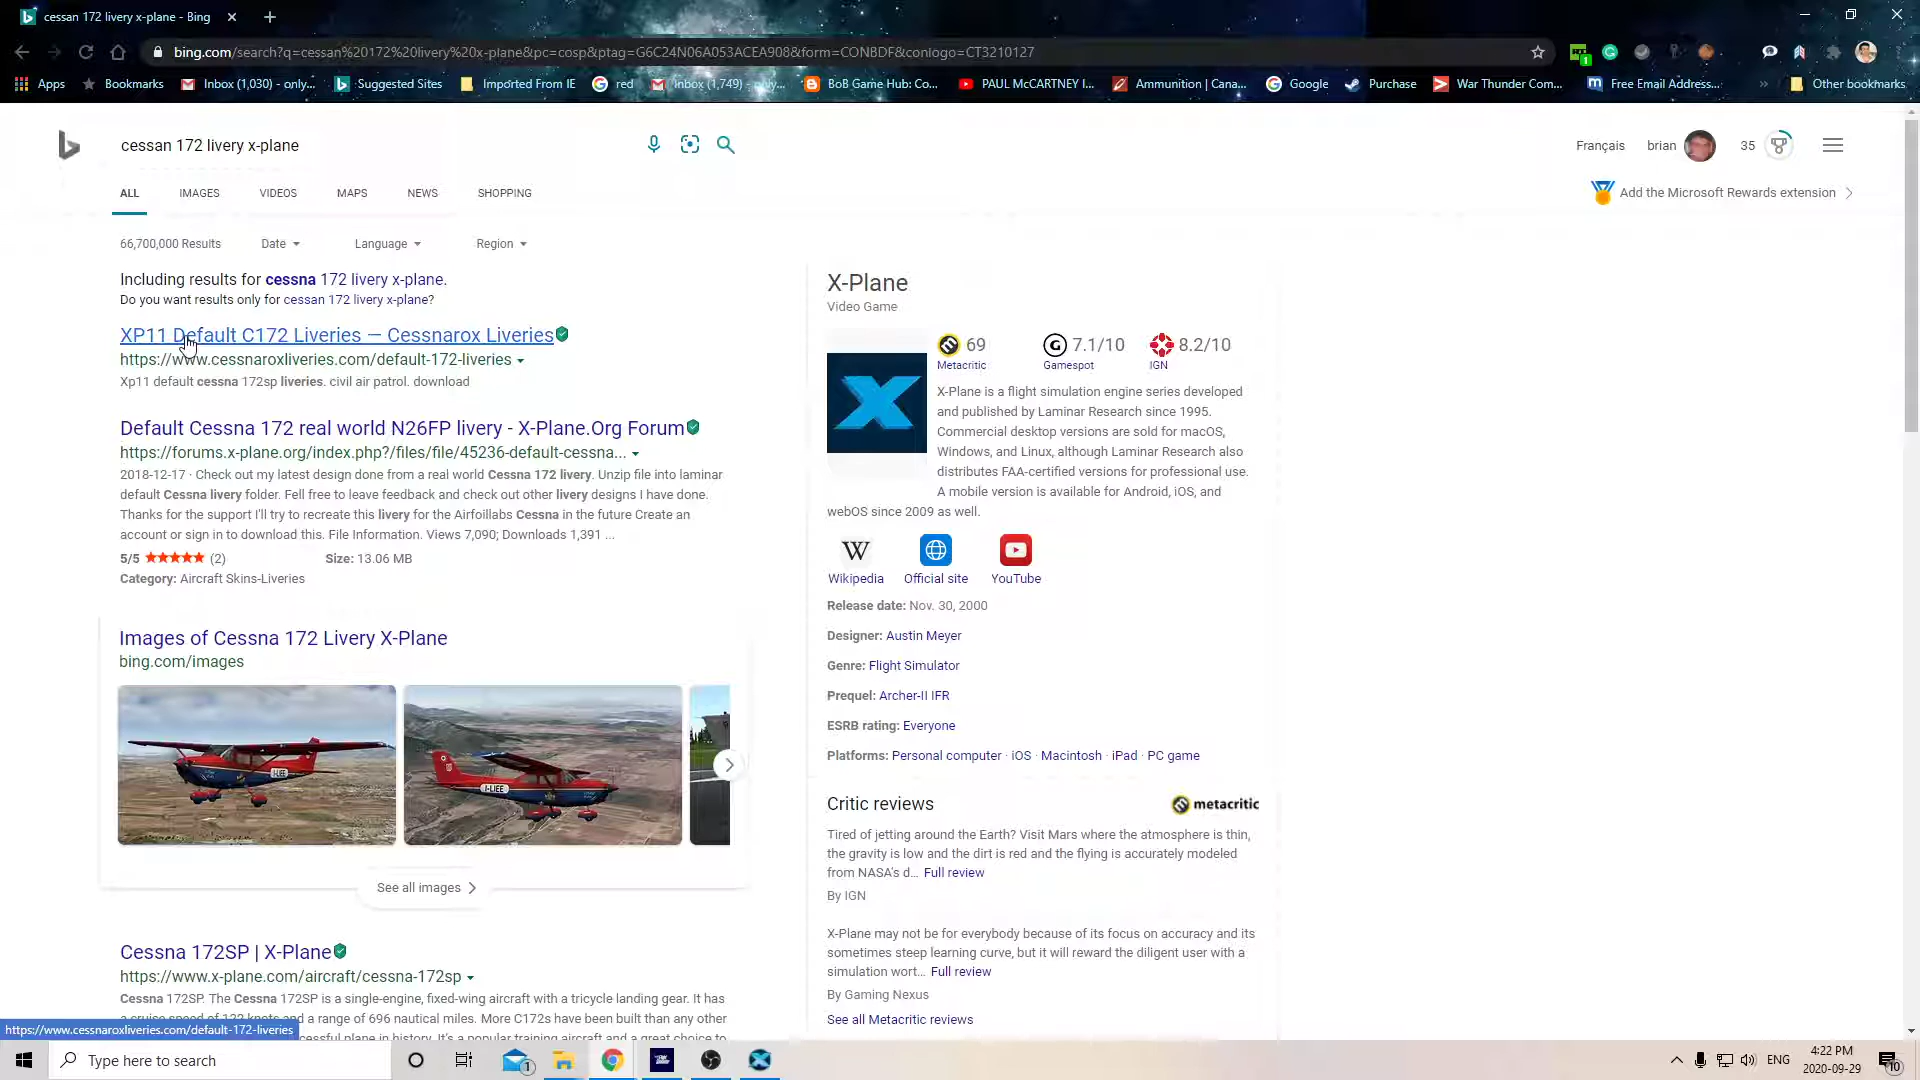 cessan 172 livery x-plane - Bing
bing.com/search?q=cessan%20172%20livery%20x-plane&pc=cosp&ptag=G6C24N06A053ACEA908&form=CONBDF&conlogo=CT3210127
Apps Bookmarks Inbox (1,030) - only... Suggested Sites Imported From IE red Inbox (1,749) - only... BoB Game Hub: Co... PAUL McCARTNEY I... Ammunition | Cana... Google Purchase War Thunder Com... Free Email Address... Other bookmarks
cessan 172 livery x-plane
Français brian 35
ALL IMAGES VIDEOS MAPS NEWS SHOPPING
Add the Microsoft Rewards extension
66,700,000 Results Date Language Region
Including results for cessna 172 livery x-plane.
Do you want results only for cessan 172 livery x-plane?
XP11 Default C172 Liveries — Cessnarox Liveries
https://www.cessnaroxliveries.com/default-172-liveries
Xp11 default cessna 172sp liveries. civil air patrol. download
Default Cessna 172 real world N26FP livery - X-Plane.Org Forum
https://forums.x-plane.org/index.php?/files/file/45236-default-cessna...
2018-12-17 · Check out my latest design done from a real world Cessna 172 livery. Unzip file into laminar
default Cessna livery folder. Fell free to leave feedback and check out other livery designs I have done.
Thanks for the support I'll try to recreate this livery for the Airfoillabs Cessna in the future Create an
account or sign in to download this. File Information. Views 7,090; Downloads 1,391 ...
5/5 (2) Size: 13.06 MB
Category: Aircraft Skins-Liveries
Images of Cessna 172 Livery X-Plane
bing.com/images
I-IJEE
See all images
Cessna 172SP | X-Plane
https://www.x-plane.com/aircraft/cessna-172sp
Cessna 172SP. The Cessna 172SP is a single-engine, fixed-wing aircraft with a tricycle landing gear. It has
a cruise speed of 122 knots and a range of 696 nautical miles. More C172s have been built than any other
successful plane in history. It's a popular training aircraft and a great choice to
https://www.cessnaroxliveries.com/default-172-liveries
X-Plane
Video Game
69 7.1/10 8.2/10
Metacritic Gamespot IGN
X-Plane is a flight simulation engine series developed
and published by Laminar Research since 1995.
Commercial desktop versions are sold for macOS,
Windows, and Linux, although Laminar Research also
distributes FAA-certified versions for professional use.
A mobile version is available for Android, iOS, and
webOS since 2009 as well.
Wikipedia Official site YouTube
Release date: Nov. 30, 2000
Designer: Austin Meyer
Genre: Flight Simulator
Prequel: Archer-II IFR
ESRB rating: Everyone
Platforms: Personal computer · iOS · Macintosh · iPad · PC game
Critic reviews metacritic
Tired of jetting around the Earth? Visit Mars where the atmosphere is thin,
the gravity is low and the dirt is red and the flying is accurately modeled
from NASA's d... Full review
By IGN
X-Plane may not be for everybody because of its focus on accuracy and its
sometimes steep learning curve, but it will reward the diligent user with a
simulation wort... Full review
By Gaming Nexus
See all Metacritic reviews
Type here to search
ENG 4:22 PM
2020-09-29 10